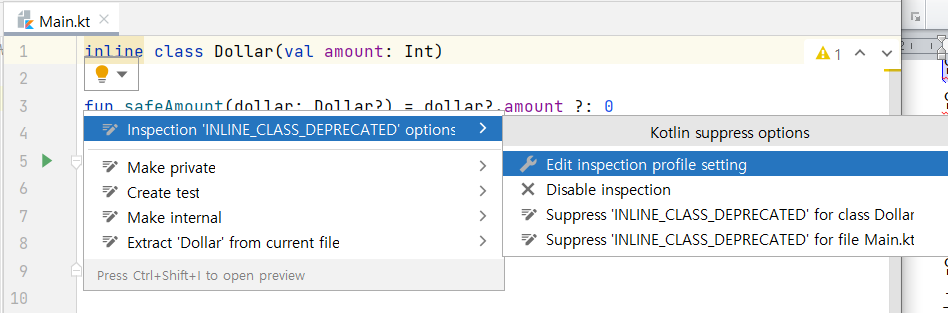 Main.kt
1 inline class Dollar(val amount: Int)
1
2
3 fun safeAmount(dollar: Dollar?) = dollar?.amount ?: 0
4
Inspection 'INLINE_CLASS_DEPRECATED' options
Kotlin suppress options
5
Make private
Edit inspection profile setting
6
Create test
Disable inspection
7
Make internal
Suppress 'INLINE_CLASS_DEPRECATED' for class Dollar
8
Extract 'Dollar' from current file
Suppress 'INLINE_CLASS_DEPRECATED' for file Main.kt
9
Press Ctrl+Shift+I to open preview
10